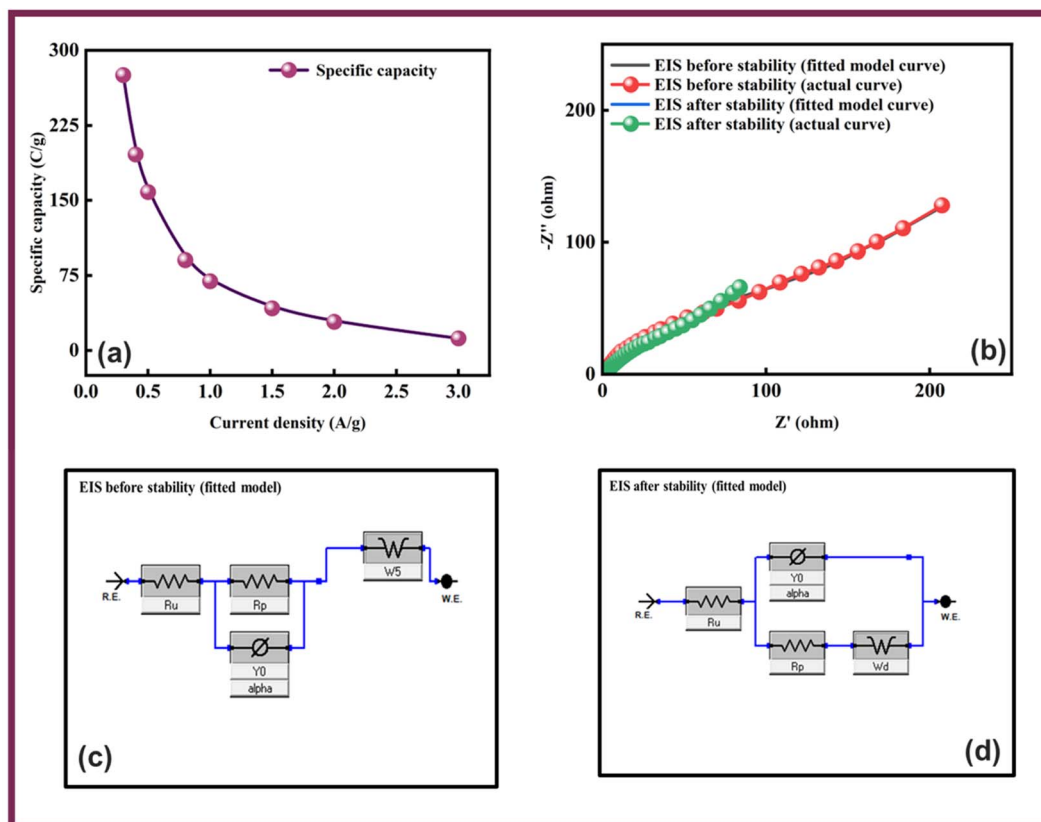 300
225
150
75
0
Specific capacity (C/g)
Specific capacity
(a)
0.0 0.5 1.0 1.5 2.0 2.5 3.0
Current density (A/g)
EIS before stability (fitted model curve)
EIS before stability (actual curve)
EIS after stability (fitted model curve)
EIS after stability (actual curve)
200
100
0
-Z'' (ohm)
(b)
0 100 200
Z' (ohm)
EIS before stability (fitted model)
R.E.
Ru
Rp
Y0
alpha
W5
W.E.
(c)
EIS after stability (fitted model)
R.E.
Ru
Y0
alpha
Rp
Wd
W.E.
(d)